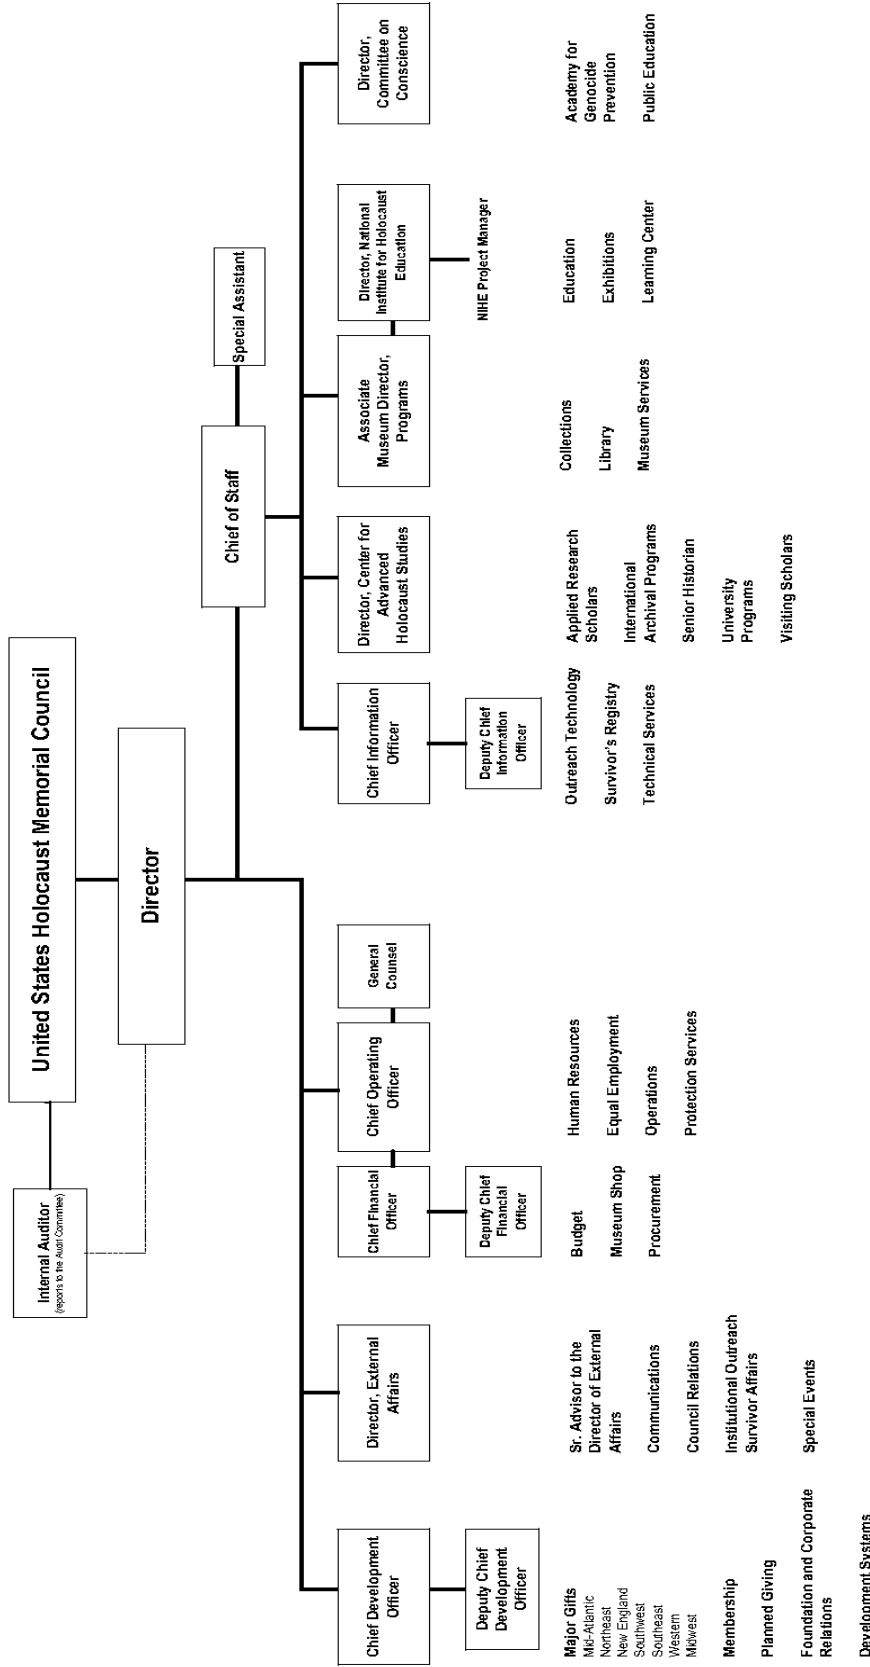 United States Holocaust Memorial Council
Internal Auditor
(reports to the Audit Committee)
Director
Chief of Staff
Special Assistant
Chief Development
Officer
Deputy Chief
Development
Officer
Major Gifts
Mid-Atlantic
Northeast
New England
Southwest
Southeast
Western
Midwest
Membership
Planned Giving
Foundation and Corporate
Relations
Development Systems
Director, External
Affairs
Sr. Advisor to the
Director of External
Affairs
Communications
Council Relations
Institutional Outreach
Survivor Affairs
Special Events
Chief Financial
Officer
Deputy Chief
Financial
Officer
Budget
Museum Shop
Procurement
Chief Operating
Officer
Human Resources
Equal Employment
Operations
Protection Services
General
Counsel
Chief Information
Officer
Deputy Chief
Information
Officer
Outreach Technology
Survivor's Registry
Technical Services
Director, Center for
Advanced
Holocaust Studies
Applied Research
Scholars
International
Archival Programs
Senior Historian
University
Programs
Visiting Scholars
Associate
Museum Director,
Programs
Collections
Library
Museum Services
Director, National
Institute for Holocaust
Education
NIHE Project Manager
Education
Exhibitions
Learning Center
Director,
Committee on
Conscience
Academy for
Genocide
Prevention
Public Education